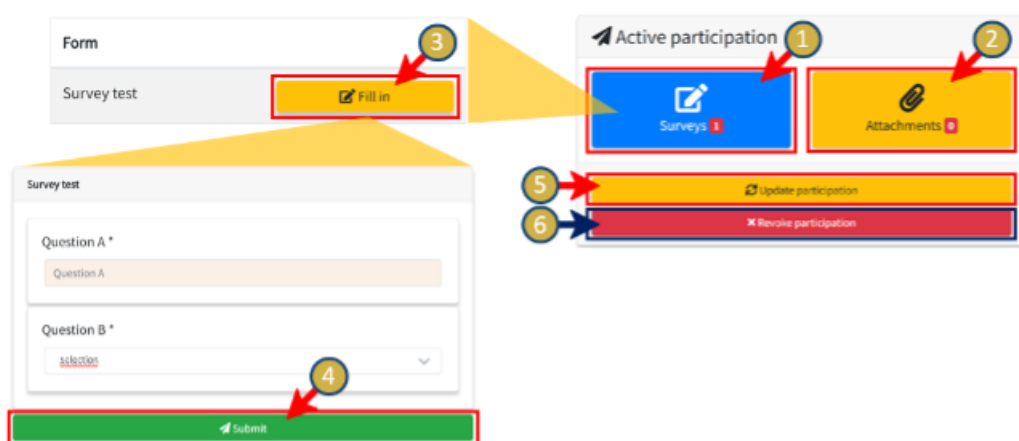 Form
3
Survey test
Fill in
Active participation
1
2
Surveys 1
Attachments 0
5
Update participation
6
Revoke participation
Survey test
Question A *
Question A
Question B *
selection
4
Submit